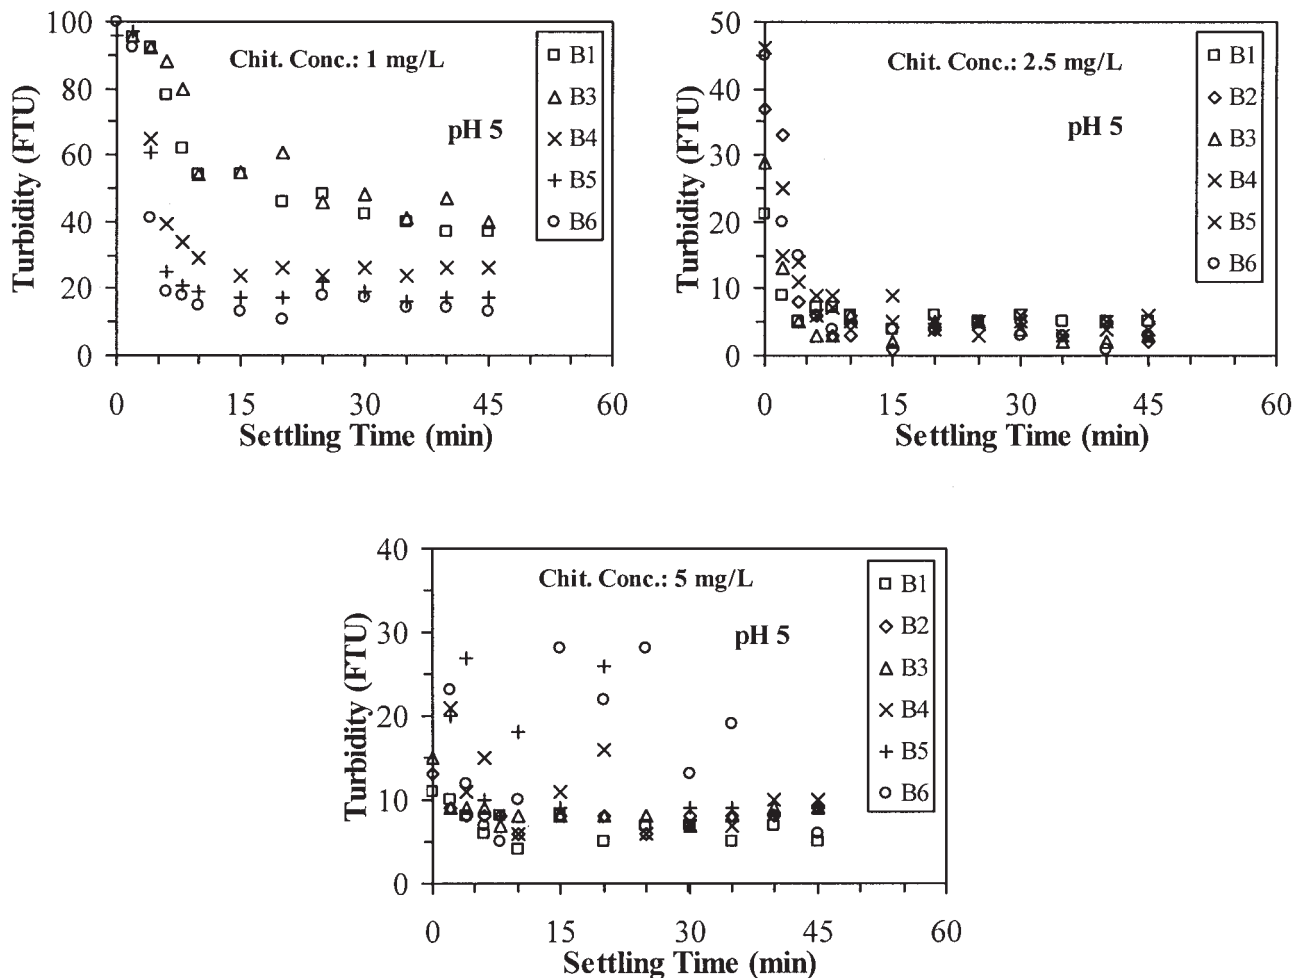 Chit. Conc.: 1 mg/L
pH 5
B1
B3
B4
B5
B6
Turbidity (FTU)
100
80
60
40
20
0
0 15 30 45 60
Settling Time (min)
Chit. Conc.: 2.5 mg/L
pH 5
B1
B2
B3
B4
B5
B6
Turbidity (FTU)
50
40
30
20
10
0
0 15 30 45 60
Settling Time (min)
Chit. Conc.: 5 mg/L
pH 5
B1
B2
B3
B4
B5
B6
Turbidity (FTU)
40
30
20
10
0
0 15 30 45 60
Settling Time (min)